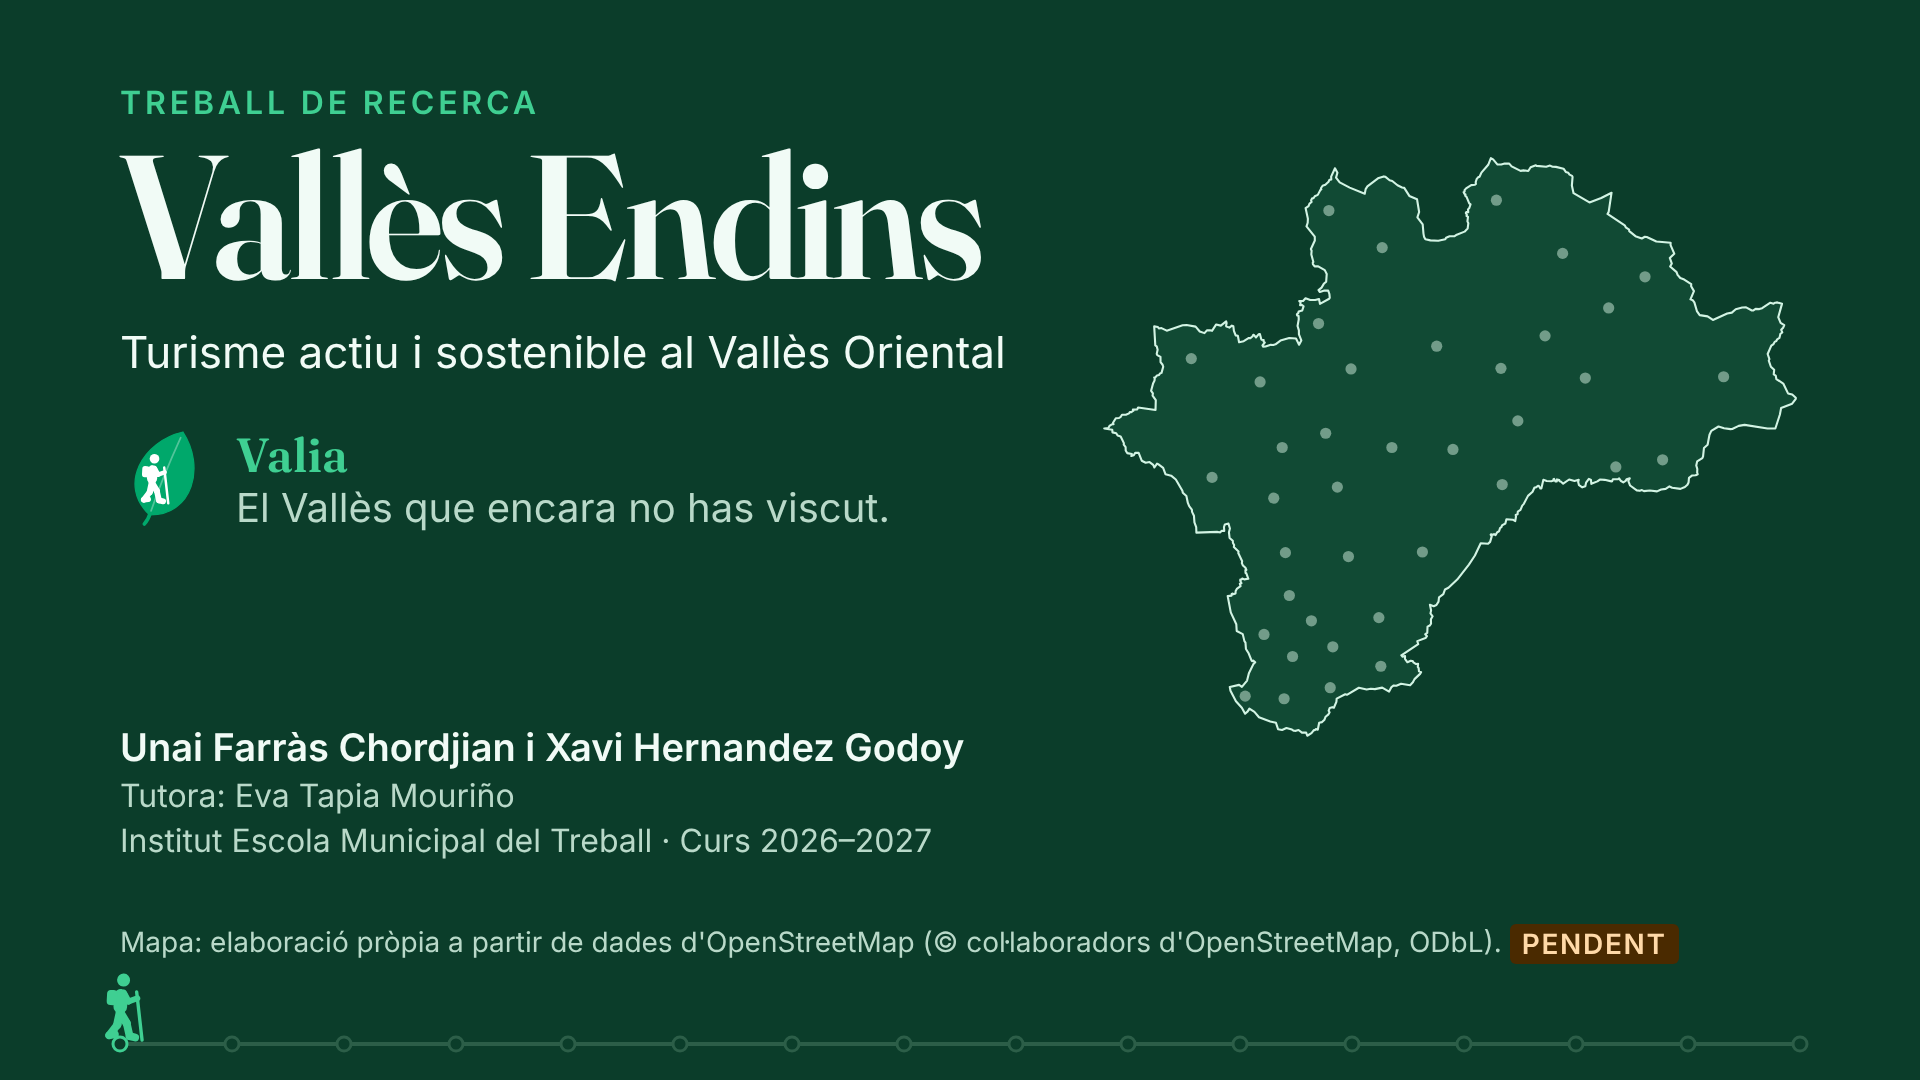 TREBALL DE RECERCA
Vallès Endins
Turisme actiu i sostenible al Vallès Oriental
Valia
El Vallès que encara no has viscut.
Unai Farràs Chordjian i Xavi Hernandez Godoy
Tutora: Eva Tapia Mouriño
Institut Escola Municipal del Treball · Curs 2026–2027
Mapa: elaboració pròpia a partir de dades d'OpenStreetMap (© col·laboradors d'OpenStreetMap, ODbL). PENDENT